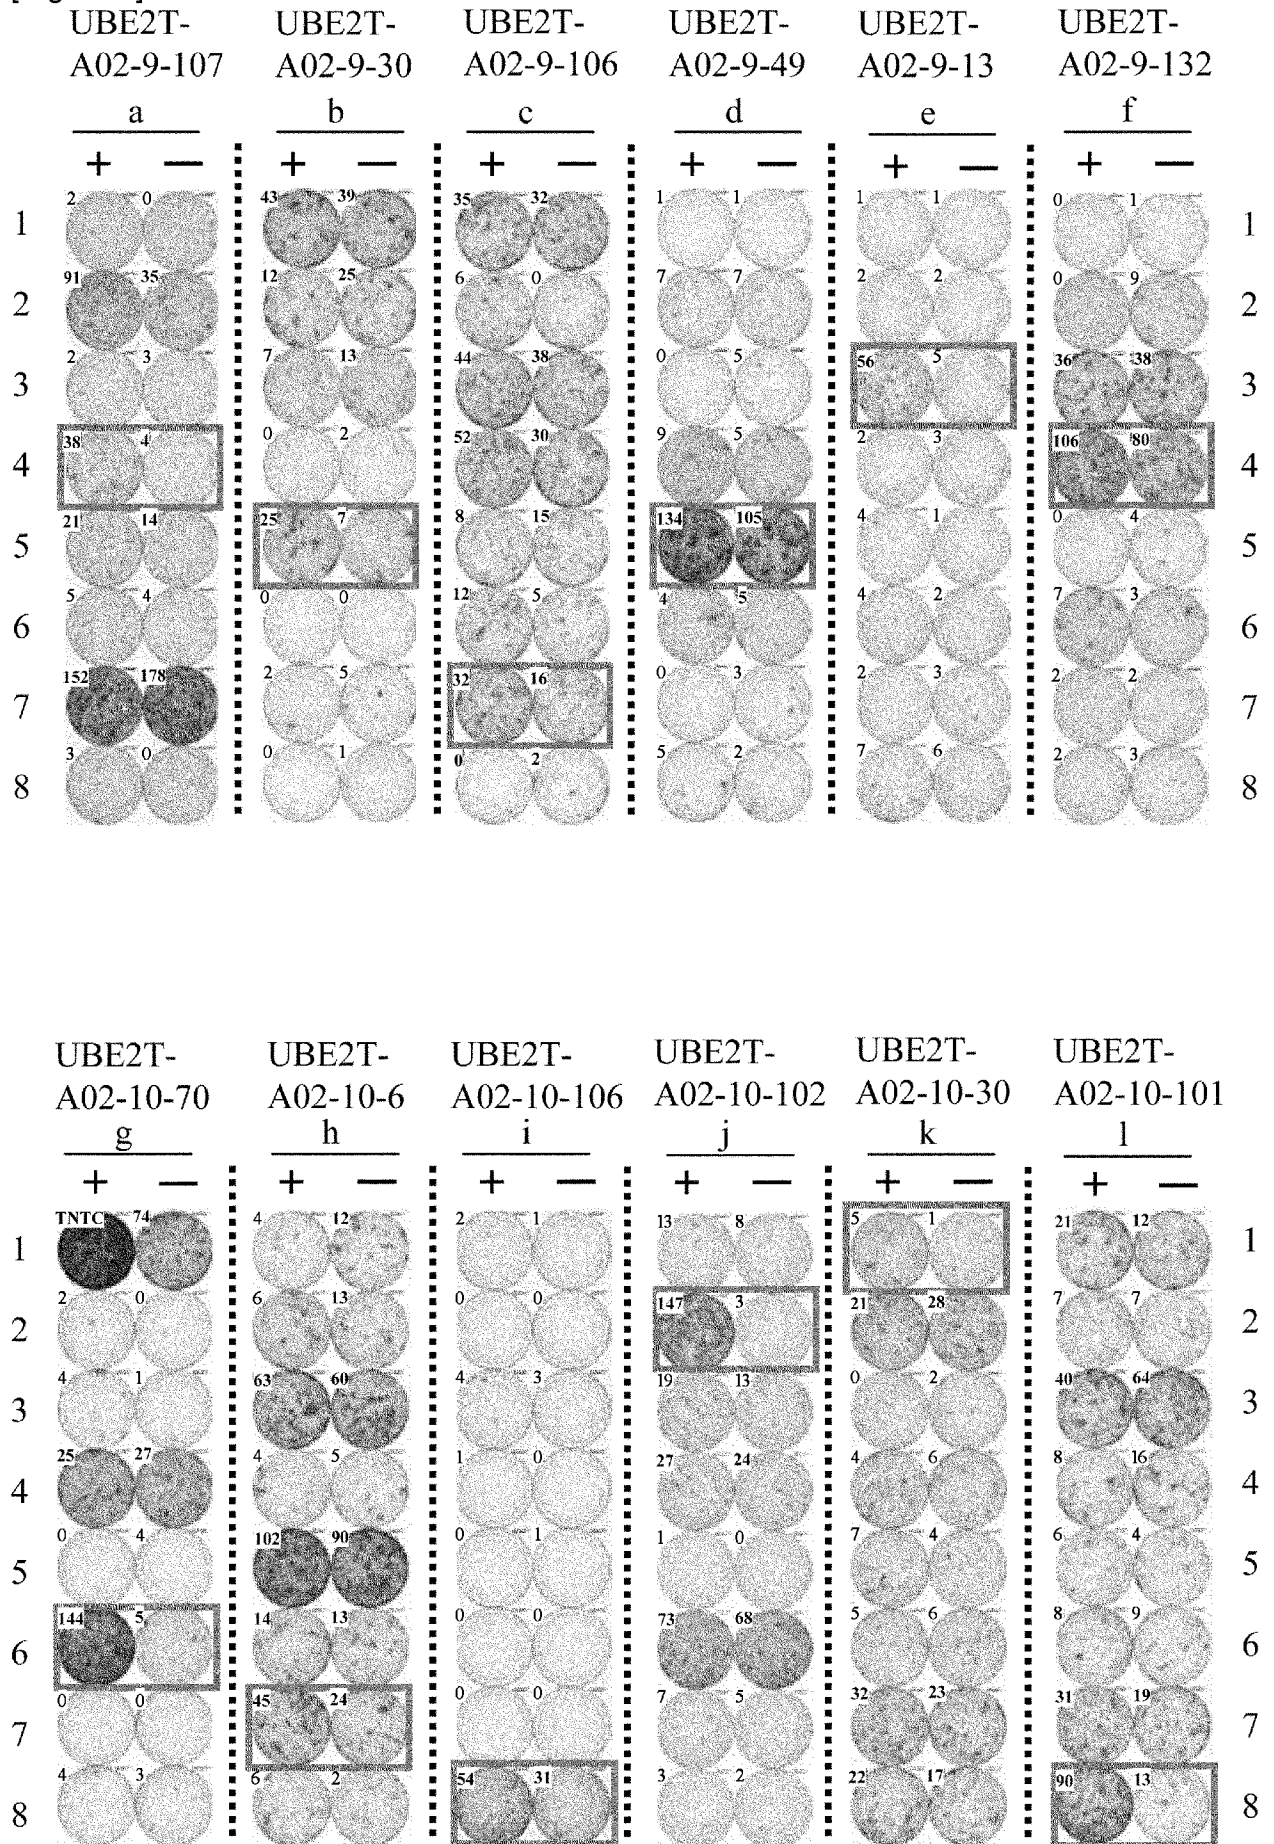 UBE2T- UBE2T- UBE2T- UBE2T- UBE2T- UBE2T-
A02-9-107 A02-9-30 A02-9-106 A02-9-49 A02-9-13 A02-9-132
a b c d e f
+ — + — + — + — + — + —
1 2 0 43 39 35 32 1 1 1 1 0 1 1
2 91 35 12 25 6 0 7 7 2 2 0 9 2
3 2 3 7 13 44 38 0 5 56 5 36 38 3
4 38 4 0 2 52 30 9 5 2 3 106 80 4
5 21 14 25 7 8 15 134 105 4 1 0 4 5
6 5 4 0 0 12 5 4 5 4 2 7 3 6
7 152 178 2 5 32 16 0 3 2 3 2 2 7
8 3 0 0 1 0 2 5 2 7 6 2 3 8
UBE2T- UBE2T- UBE2T- UBE2T- UBE2T- UBE2T-
A02-10-70 A02-10-6 A02-10-106 A02-10-102 A02-10-30 A02-10-101
g h i j k l
+ — + — + — + — + — + —
1 TNTC 74 4 12 2 1 13 8 5 1 21 12 1
2 2 0 6 13 0 0 147 3 21 28 7 7 2
3 4 1 63 60 4 3 19 13 0 2 40 64 3
4 25 27 4 5 1 0 27 24 4 6 8 16 4
5 0 4 102 90 0 1 1 0 7 4 6 4 5
6 144 5 14 13 0 0 73 68 5 6 8 9 6
7 0 0 45 24 0 0 7 5 32 23 31 19 7
8 4 3 6 2 54 31 3 2 22 17 90 13 8